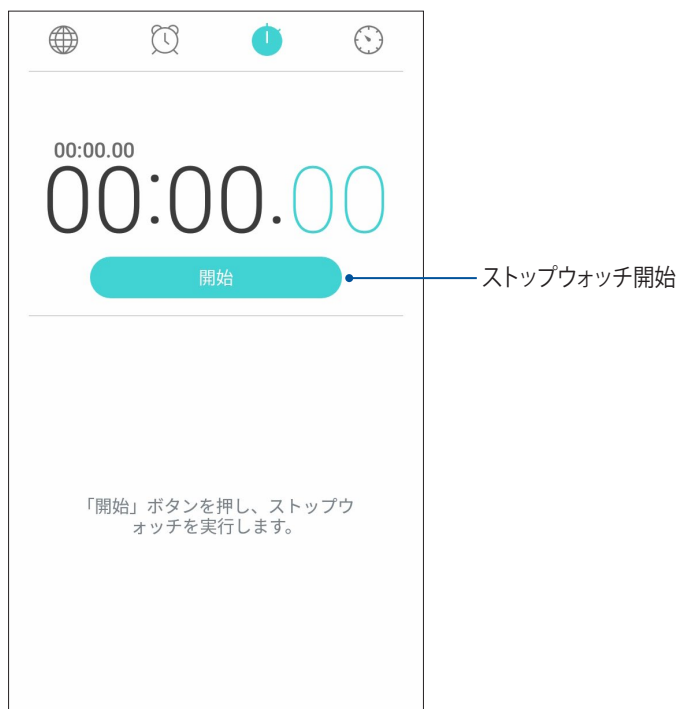 00:00.00
00:00.00
開始
ストップウォッチ開始
「開始」ボタンを押し、ストップウ
ォッチを実行します。